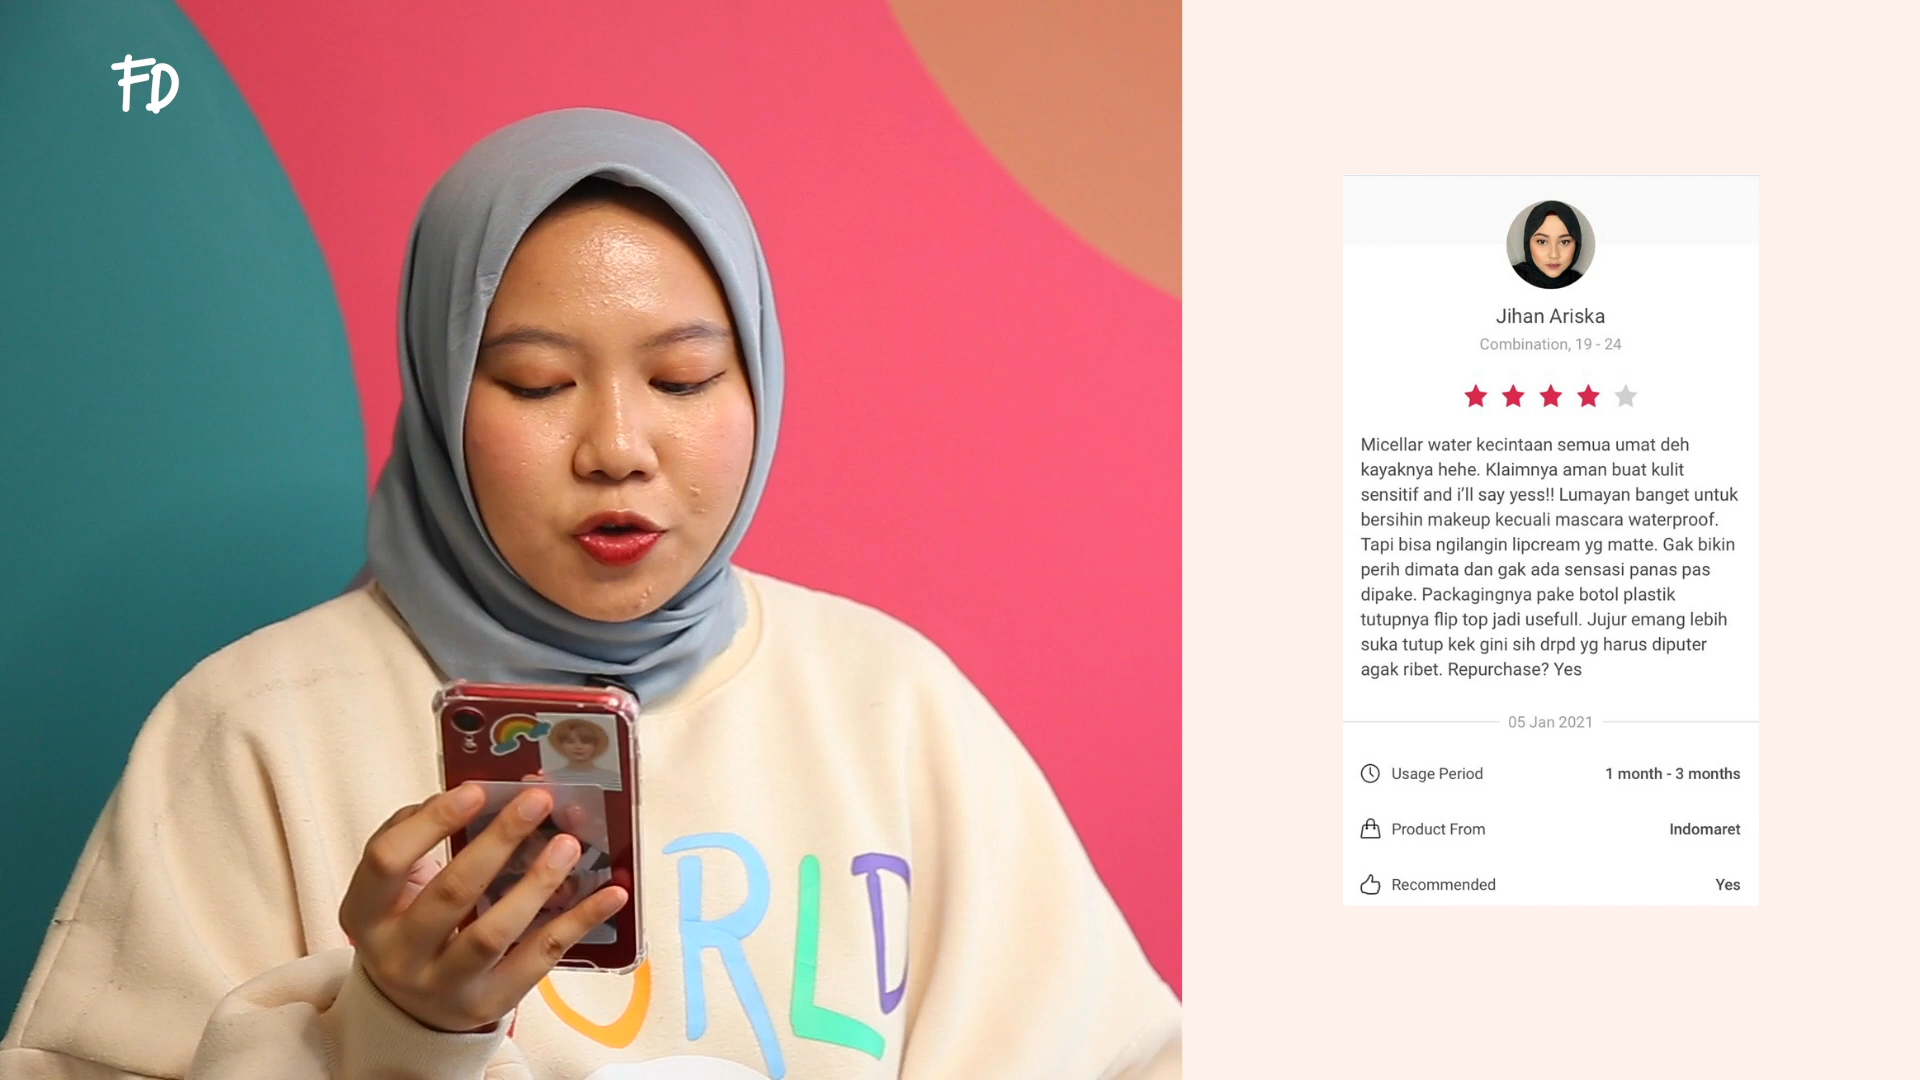 FD
ORLD
Jihan Ariska
Combination, 19 - 24
Micellar water kecintaan semua umat deh
kayaknya hehe. Klaimnya aman buat kulit
sensitif and i'll say yess!! Lumayan banget untuk
bersihin makeup kecuali mascara waterproof.
Tapi bisa ngilangin lipcream yg matte. Gak bikin
perih dimata dan gak ada sensasi panas pas
dipake. Packagingnya pake botol plastik
tutupnya flip top jadi usefull. Jujur emang lebih
suka tutup kek gini sih drpd yg harus diputer
agak ribet. Repurchase? Yes
05 Jan 2021
Usage Period 1 month - 3 months
Product From Indomaret
Recommended Yes